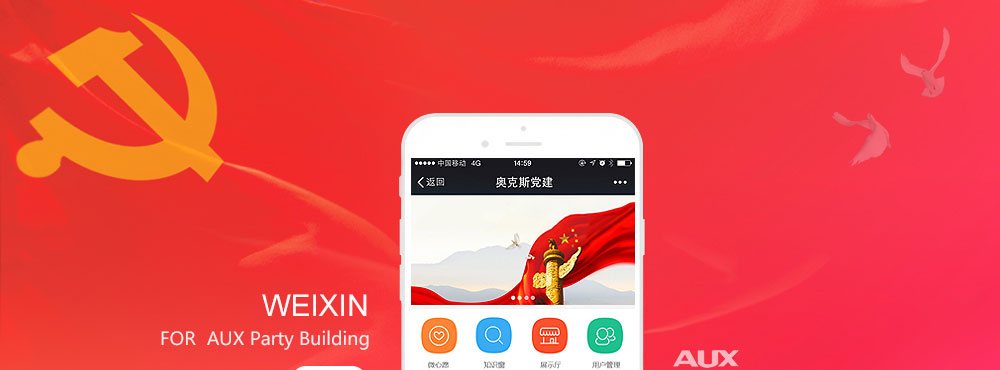 中国移动 4G 14:59
返回 奥克斯党建
WEIXIN
FOR AUX Party Building
微心愿 知识窗 展示厅 用户管理
AUX